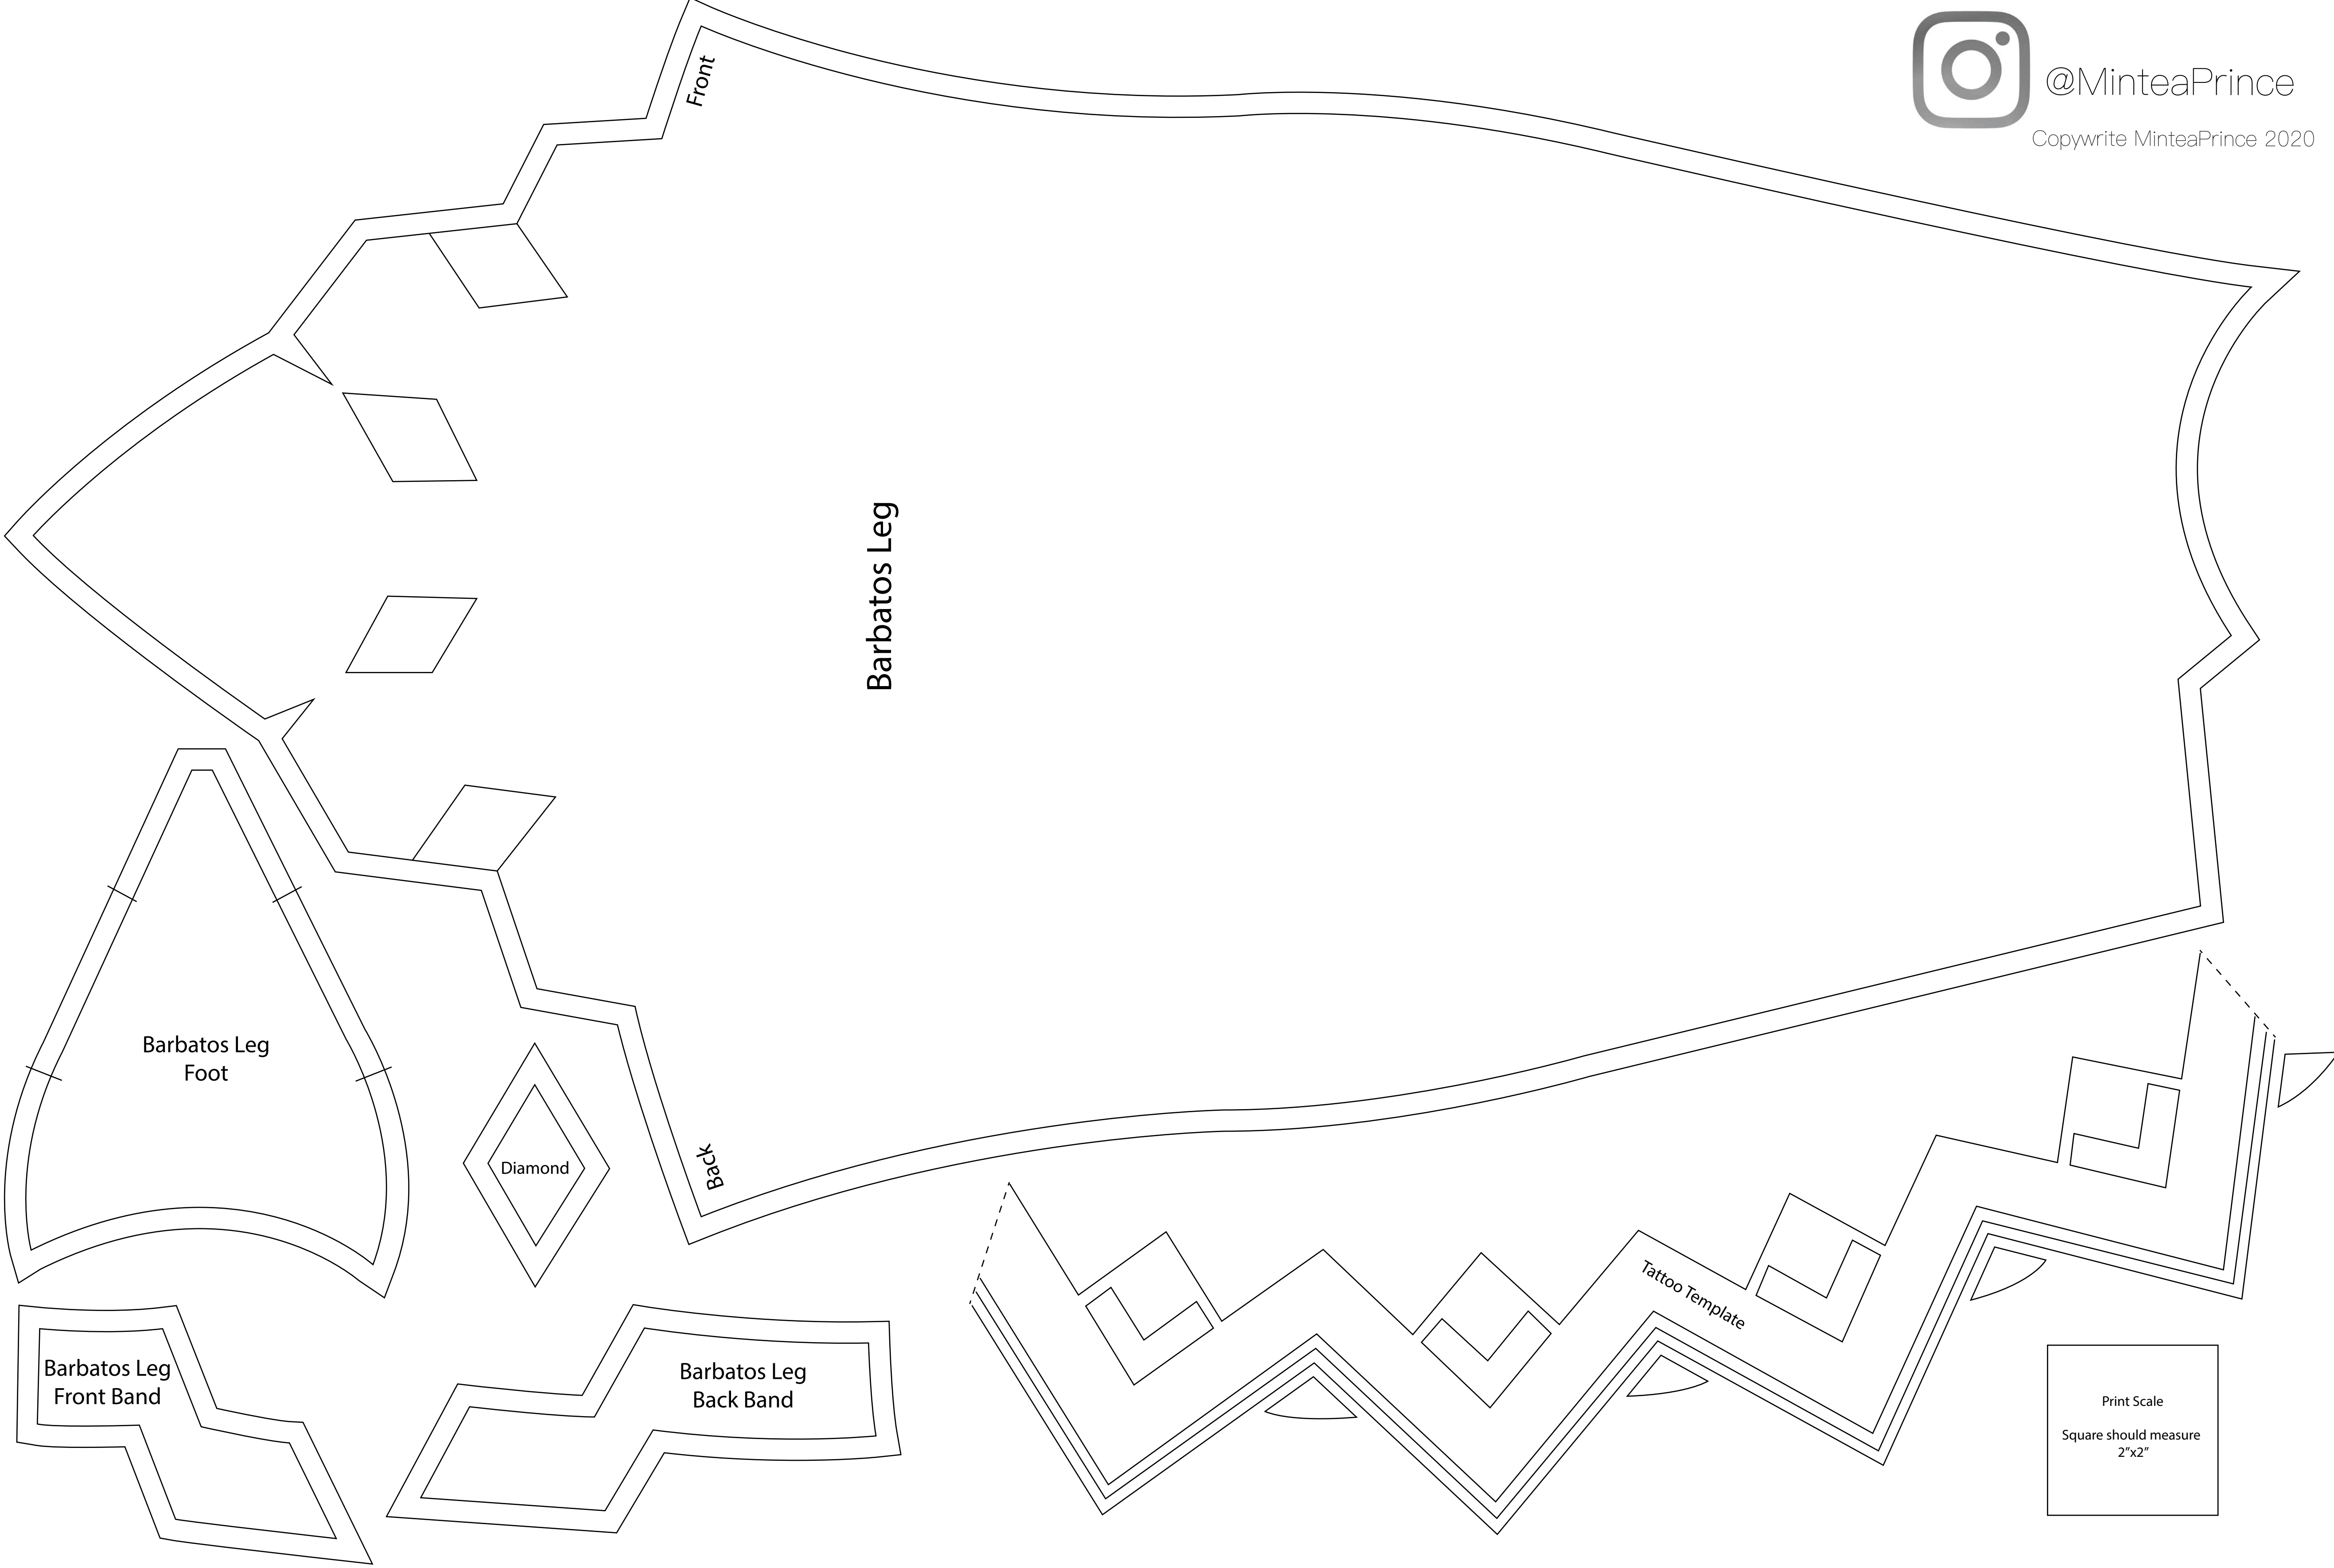 @MinteaPrince
Copywrite MinteaPrince 2020
Front
Barbatos Leg
Barbatos Leg
Foot
Diamond
Back
Tattoo Template
Barbatos Leg
Front Band
Barbatos Leg
Back Band
Print Scale
Square should measure
2”x2”